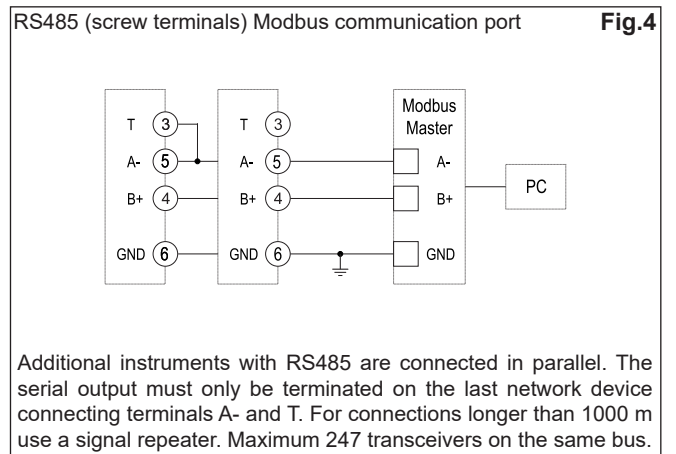 RS485 (screw terminals) Modbus communication port Fig.4
Modbus
Master
T 3 T 3
A- 5 A- 5 A-
B+ 4 B+ 4 B+
PC
GND 6 GND 6 GND
Additional instruments with RS485 are connected in parallel. The
serial output must only be terminated on the last network device
connecting terminals A- and T. For connections longer than 1000 m
use a signal repeater. Maximum 247 transceivers on the same bus.